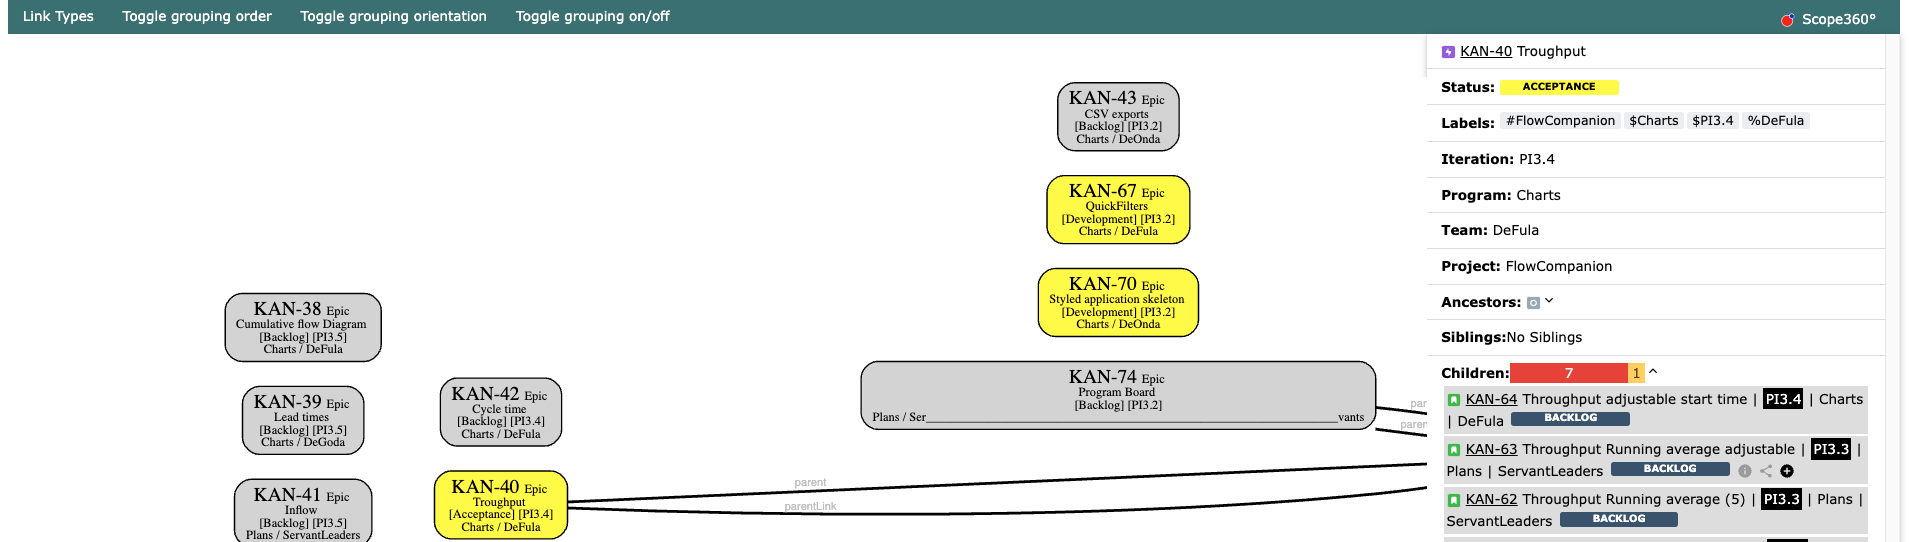 Link Types Toggle grouping order Toggle grouping orientation Toggle grouping on/off Scope360°
KAN-43 Epic
CSV exports
[Backlog] [PI3.2]
Charts / DeOnda
KAN-67 Epic
QuickFilters
[Development] [PI3.2]
Charts / DeFula
KAN-70 Epic
Styled application skeleton
[Development] [PI3.2]
Charts / DeOnda
KAN-38 Epic
Cumulative flow Diagram
[Backlog] [PI3.5]
Charts / DeFula
KAN-74 Epic
Program Board
[Backlog] [PI3.2]
Plans / Ser____vants
KAN-39 Epic
Lead times
[Backlog] [PI3.5]
Charts / DeGoda
KAN-42 Epic
Cycle time
[Backlog] [PI3.4]
Charts / DeFula
KAN-41 Epic
Inflow
[Backlog] [PI3.5]
Plans / ServantLeaders
KAN-40 Epic
Troughput
[Acceptance] [PI3.4]
Charts / DeFula
parent
parentLink
par
paren
KAN-40 Troughput
Status: ACCEPTANCE
Labels: #FlowCompanion $Charts $PI3.4 %DeFula
Iteration: PI3.4
Program: Charts
Team: DeFula
Project: FlowCompanion
Ancestors:
Siblings:No Siblings
Children: 7 1
KAN-64 Throughput adjustable start time | PI3.4 | Charts
| DeFula BACKLOG
KAN-63 Throughput Running average adjustable | PI3.3 |
Plans | ServantLeaders BACKLOG
KAN-62 Throughput Running average (5) | PI3.3 | Plans |
ServantLeaders BACKLOG